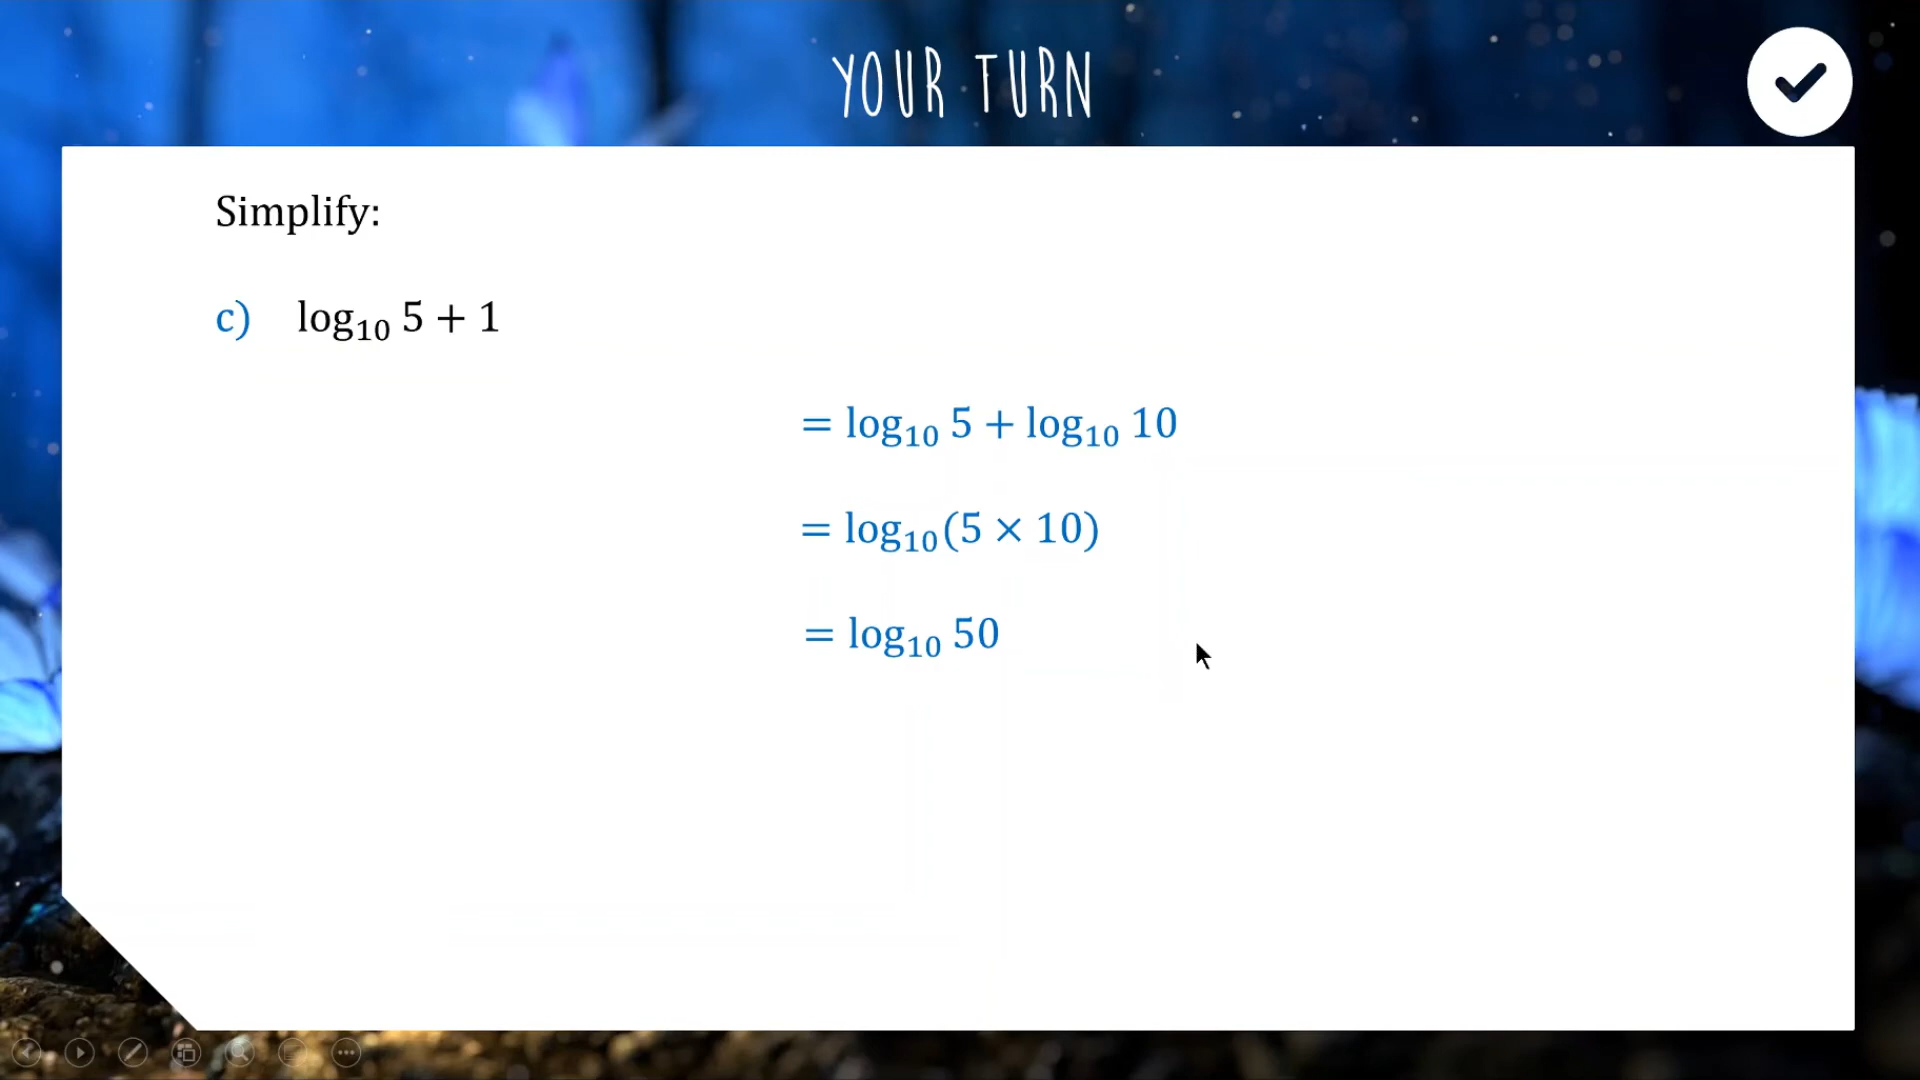 YOUR TURN
Simplify:
c) log₁₀ 5 + 1
= log₁₀ 5 + log₁₀ 10
= log₁₀(5 × 10)
= log₁₀ 50